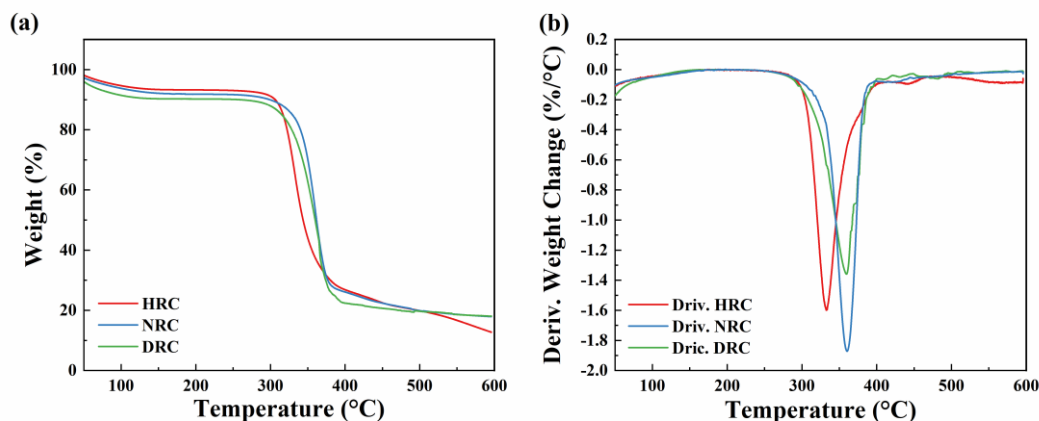 (a)
100
80
60
40
20
0
Weight (%)
HRC
NRC
DRC
100 200 300 400 500 600
Temperature (°C)
(b)
0.2
0.0
-0.2
-0.4
-0.6
-0.8
-1.0
-1.2
-1.4
-1.6
-1.8
-2.0
Deriv. Weight Change (%/°C)
Driv. HRC
Driv. NRC
Dric. DRC
100 200 300 400 500 600
Temperature (°C)